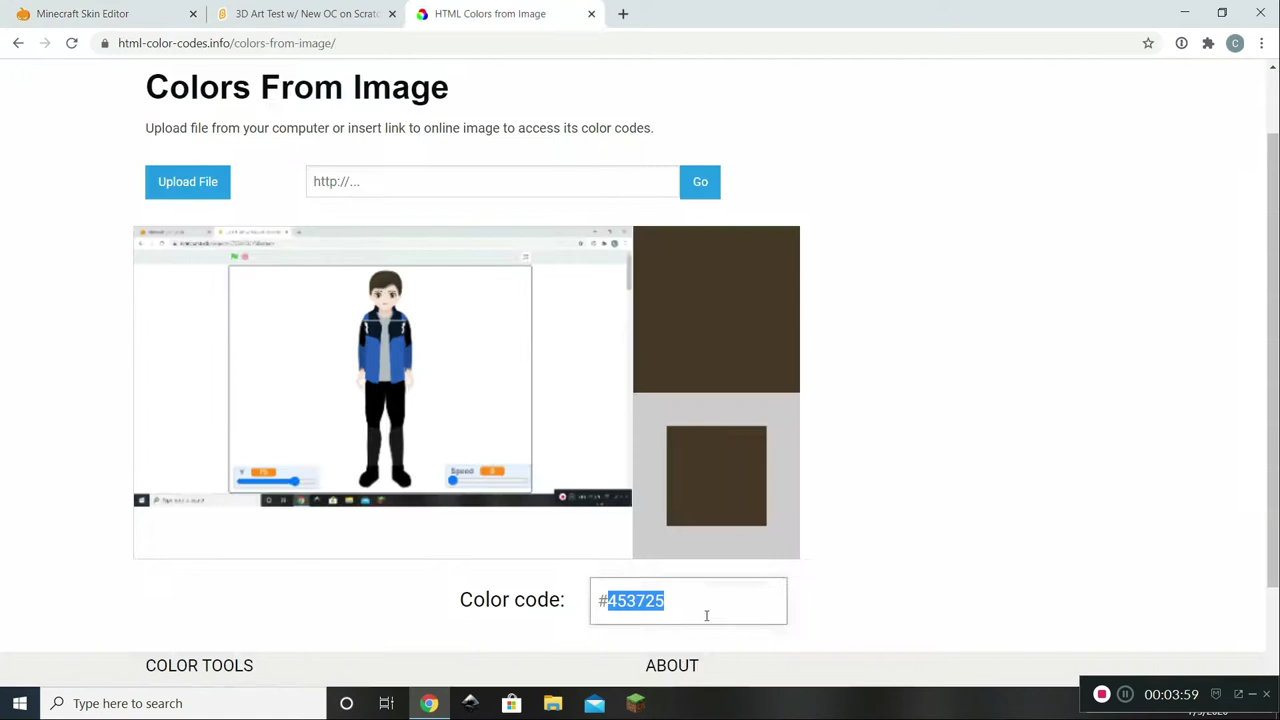 Minecraft Skin Editor
3D Art Test w/ New OC on Scratc
HTML Colors from Image
html-color-codes.info/colors-from-image/
C
Colors From Image
Upload file from your computer or insert link to online image to access its color codes.
Upload File
http://...
Go
Y
Speed
Color code:
#453725
COLOR TOOLS
ABOUT
Type here to search
00:03:59